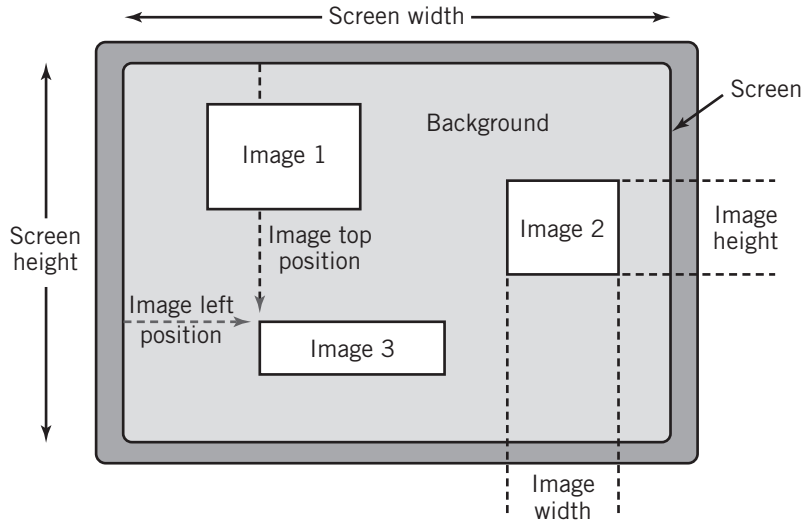 Screen width
Screen
Background
Image 1
Image 2
Image
height
Image top
position
Screen
height
Image left
position
Image 3
Image
width